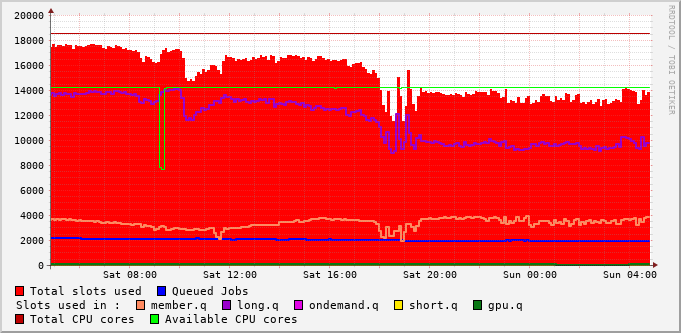 20000
18000
16000
14000
12000
10000
8000
6000
4000
2000
0
Sat 08:00 Sat 12:00 Sat 16:00 Sat 20:00 Sun 00:00 Sun 04:00
RRDTOOL / TOBI OETIKER
Total slots used Queued Jobs
Slots used in : member.q long.q ondemand.q short.q gpu.q
Total CPU cores Available CPU cores